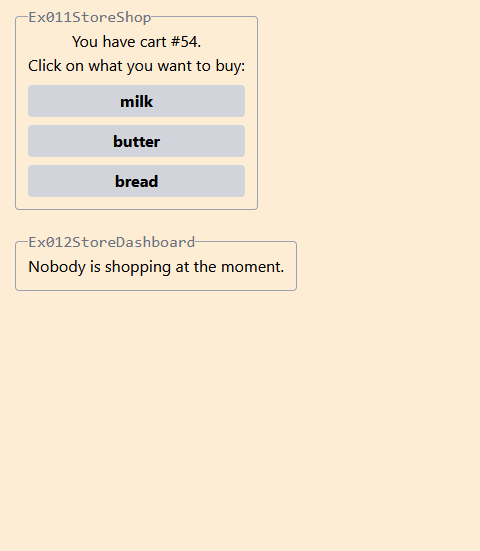 Ex011StoreShop
You have cart #54.
Click on what you want to buy:
milk
butter
bread
Ex012StoreDashboard
Nobody is shopping at the moment.